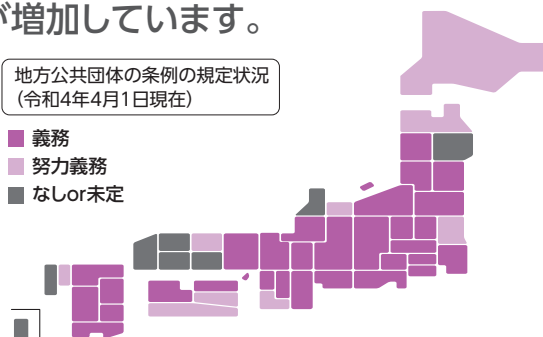 が増加しています。
地方公共団体の条例の規定状況
(令和4年4月1日現在)
義務
努力義務
なしor未定